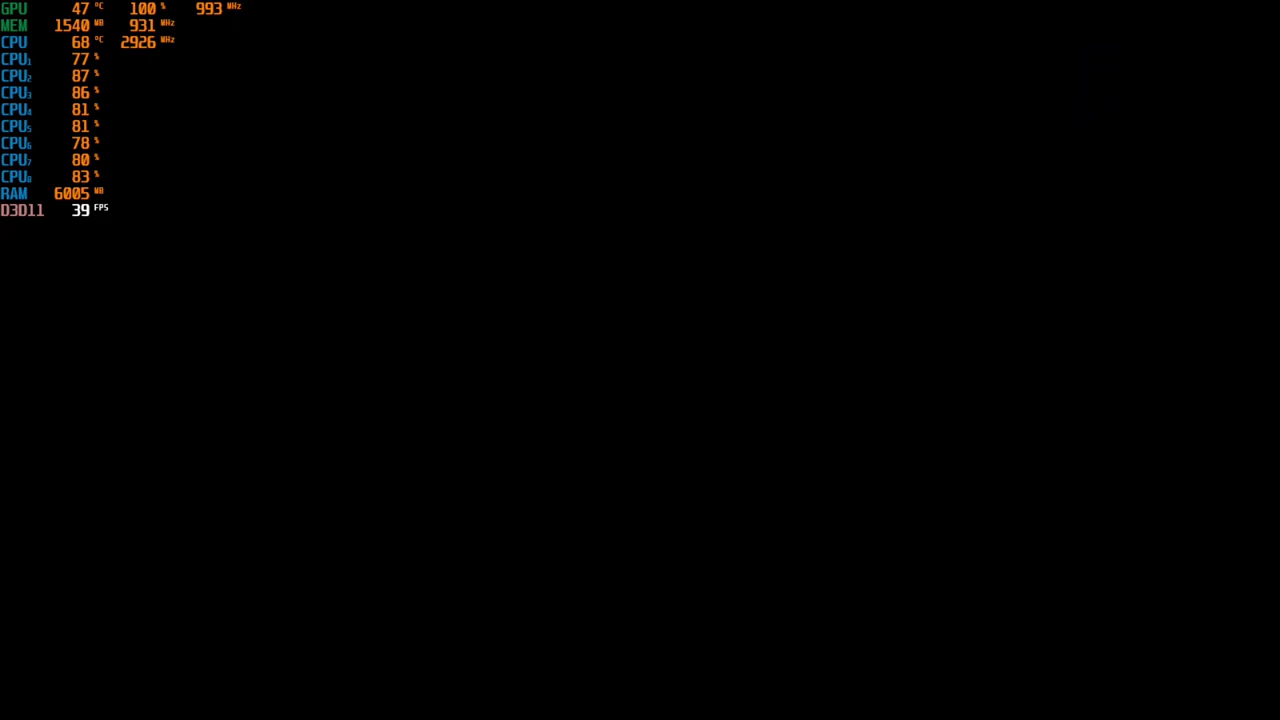 GPU 47 °C 100 % 993 MHz
MEM 1540 MB 931 MHz
CPU 68 °C 2926 MHz
CPU1 77 %
CPU2 87 %
CPU3 86 %
CPU4 81 %
CPU5 81 %
CPU6 78 %
CPU7 80 %
CPU8 83 %
RAM 6005 MB
D3D11 39 FPS